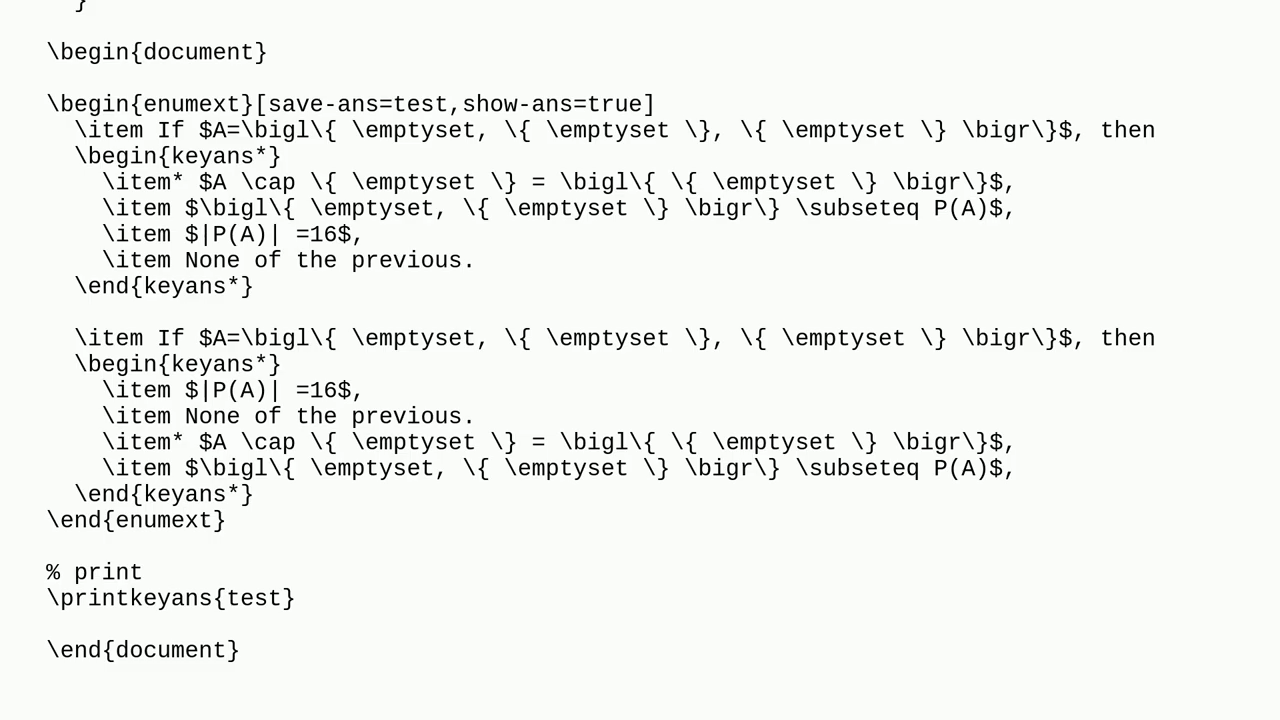 }
\begin{document}
\begin{enumext}[save-ans=test,show-ans=true]
\item If $A=\bigl\{ \emptyset, \{ \emptyset \}, \{ \emptyset \} \bigr\}$, then
\begin{keyans*}
\item* $A \cap \{ \emptyset \} = \bigl\{ \{ \emptyset \} \bigr\}$,
\item $\bigl\{ \emptyset, \{ \emptyset \} \bigr\} \subseteq P(A)$,
\item $|P(A)| =16$,
\item None of the previous.
\end{keyans*}
\item If $A=\bigl\{ \emptyset, \{ \emptyset \}, \{ \emptyset \} \bigr\}$, then
\begin{keyans*}
\item $|P(A)| =16$,
\item None of the previous.
\item* $A \cap \{ \emptyset \} = \bigl\{ \{ \emptyset \} \bigr\}$,
\item $\bigl\{ \emptyset, \{ \emptyset \} \bigr\} \subseteq P(A)$,
\end{keyans*}
\end{enumext}
% print
\printkeyans{test}
\end{document}